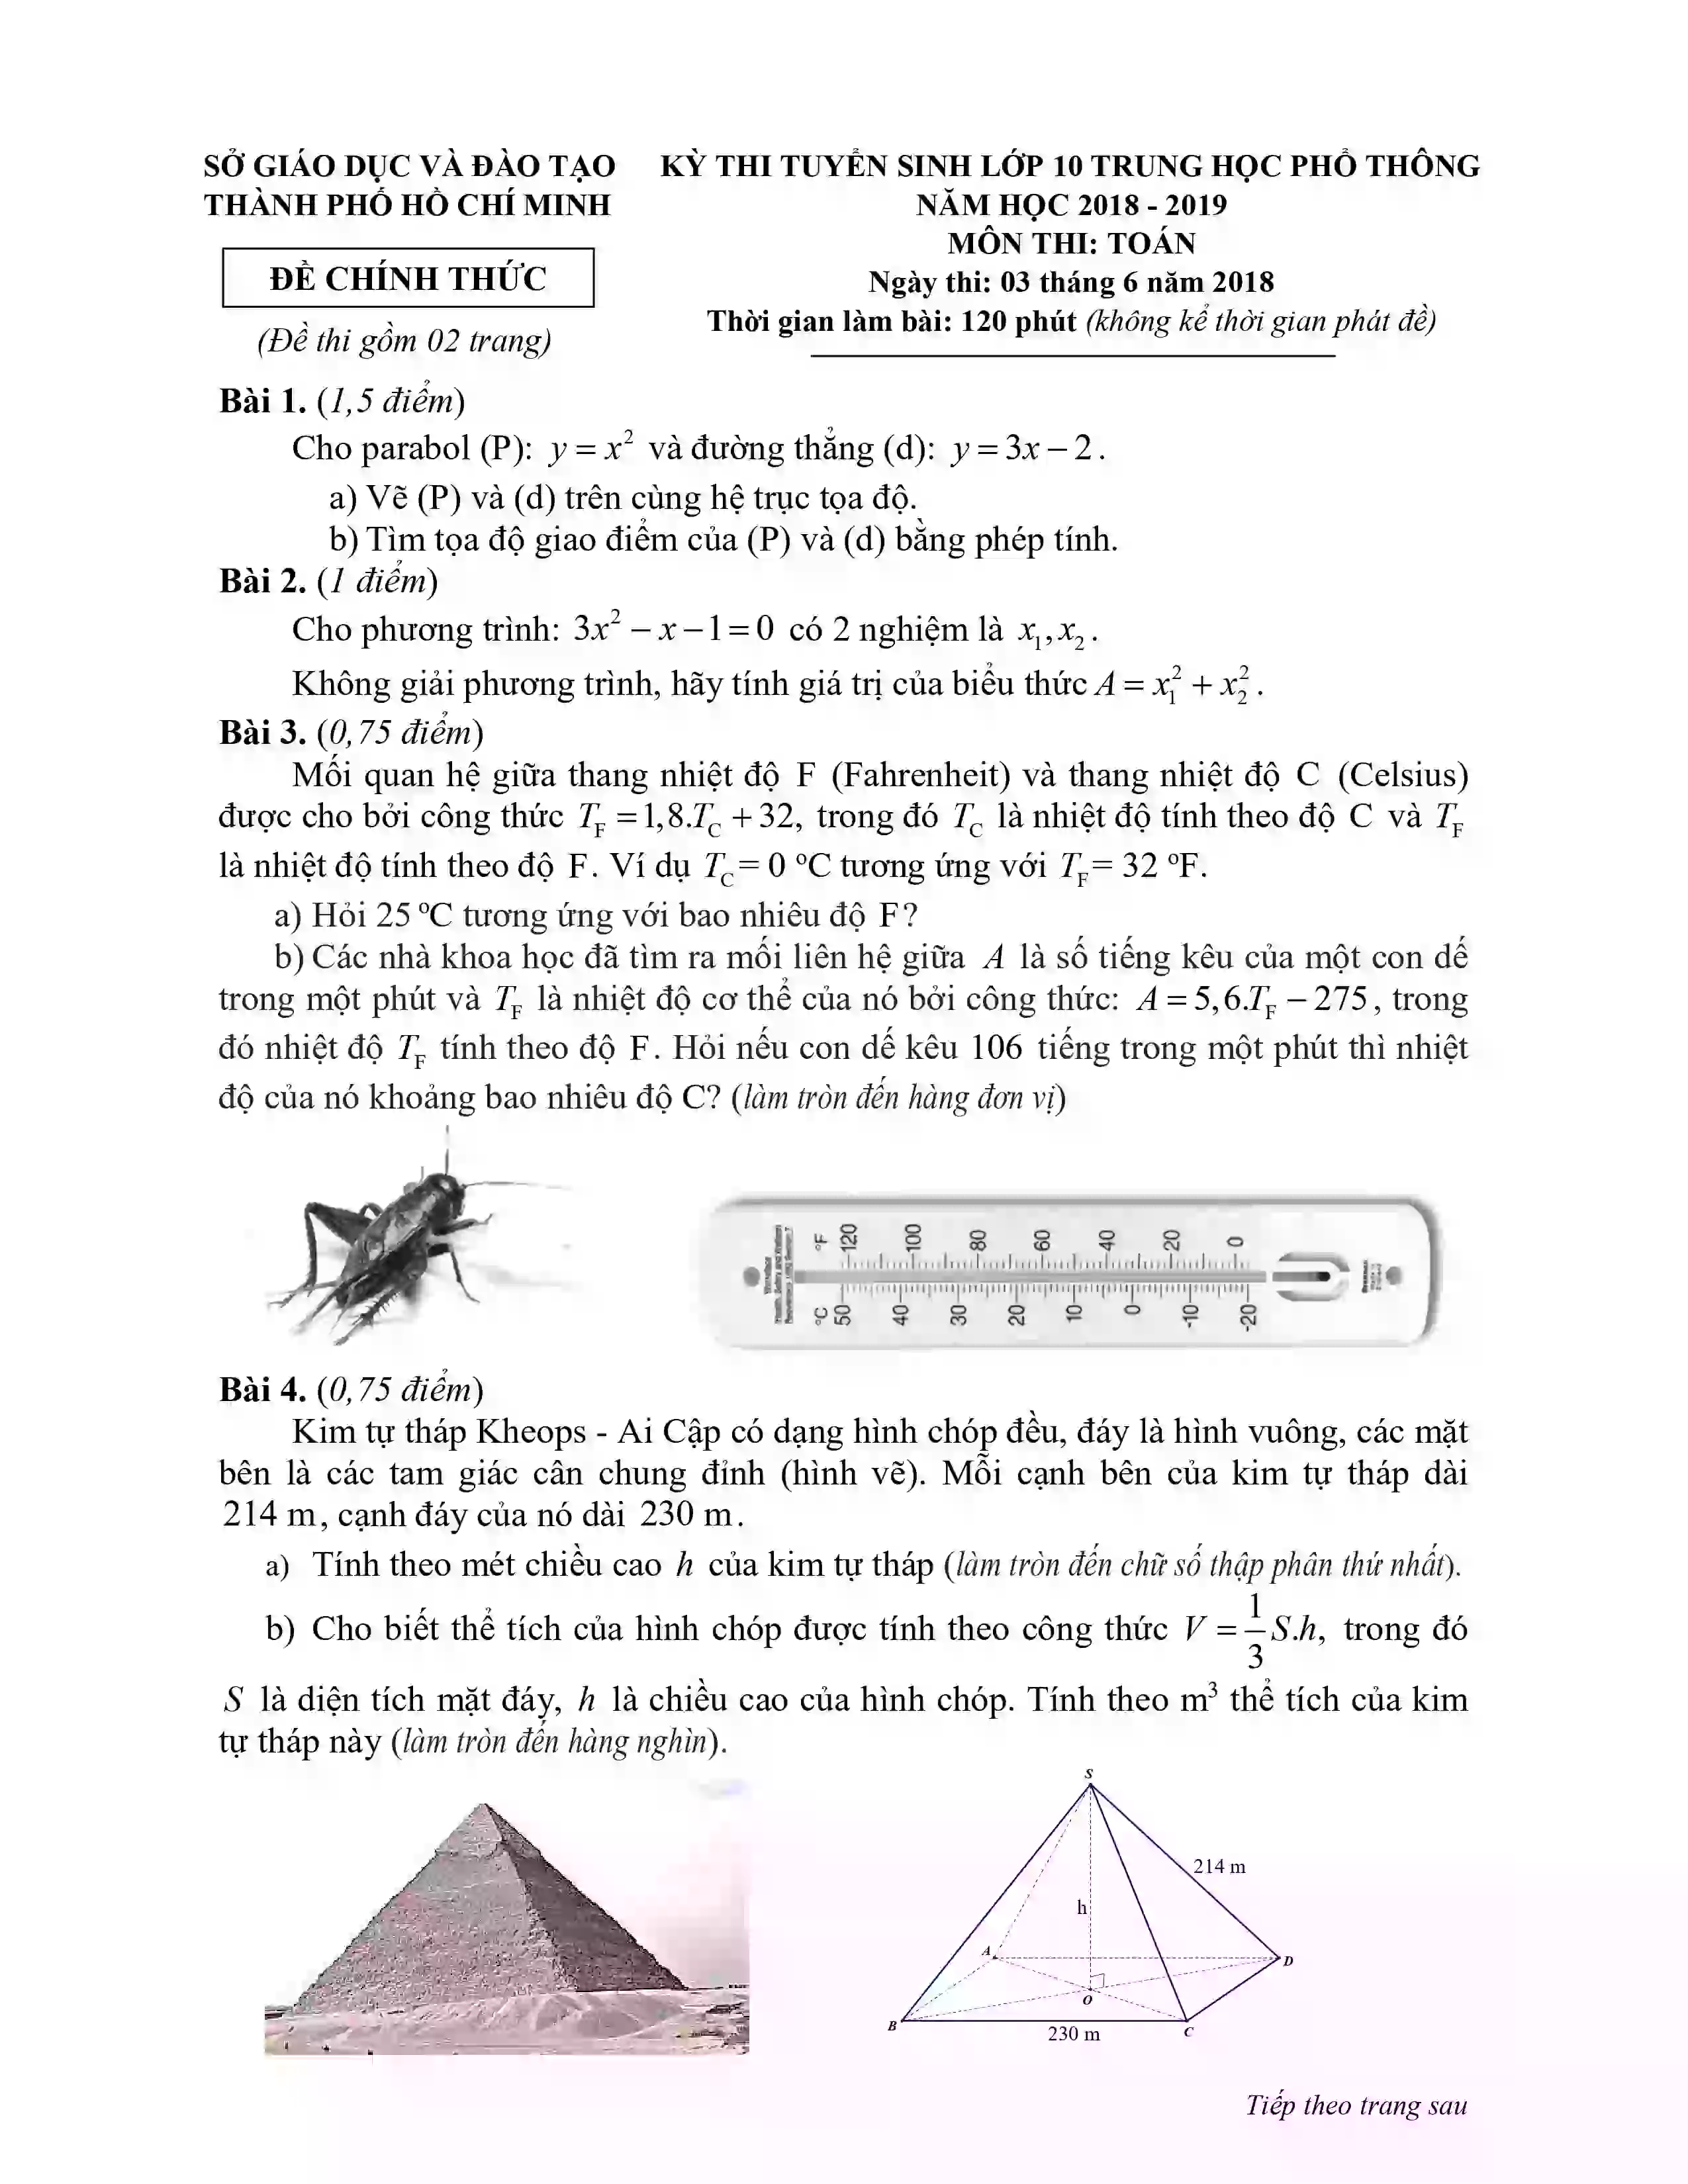 SỞ GIÁO DỤC VÀ ĐÀO TẠO
THÀNH PHỐ HỒ CHÍ MINH
ĐỀ CHÍNH THỨC
(Đề thi gồm 02 trang)
KỲ THI TUYỂN SINH LỚP 10 TRUNG HỌC PHỔ THÔNG
NĂM HỌC 2018 - 2019
MÔN THI: TOÁN
Ngày thi: 03 tháng 6 năm 2018
Thời gian làm bài: 120 phút (không kể thời gian phát đề)
Bài 1. (1,5 điểm)
Cho parabol (P): y = x² và đường thẳng (d): y = 3x − 2.
a) Vẽ (P) và (d) trên cùng hệ trục tọa độ.
b) Tìm tọa độ giao điểm của (P) và (d) bằng phép tính.
Bài 2. (1 điểm)
Cho phương trình: 3x² − x − 1 = 0 có 2 nghiệm là x₁, x₂.
Không giải phương trình, hãy tính giá trị của biểu thức A = x₁² + x₂².
Bài 3. (0,75 điểm)
Mối quan hệ giữa thang nhiệt độ F (Fahrenheit) và thang nhiệt độ C (Celsius)
được cho bởi công thức T_F = 1,8.T_C + 32, trong đó T_C là nhiệt độ tính theo độ C và T_F
là nhiệt độ tính theo độ F. Ví dụ T_C = 0 ºC tương ứng với T_F = 32 ºF.
a) Hỏi 25 ºC tương ứng với bao nhiêu độ F?
b) Các nhà khoa học đã tìm ra mối liên hệ giữa A là số tiếng kêu của một con dế
trong một phút và T_F là nhiệt độ cơ thể của nó bởi công thức: A = 5,6.T_F − 275, trong
đó nhiệt độ T_F tính theo độ F. Hỏi nếu con dế kêu 106 tiếng trong một phút thì nhiệt
độ của nó khoảng bao nhiêu độ C? (làm tròn đến hàng đơn vị)
ºF 120 100 80 60 40 20 0
ºC 50 40 30 20 10 0 -10 -20
Bài 4. (0,75 điểm)
Kim tự tháp Kheops - Ai Cập có dạng hình chóp đều, đáy là hình vuông, các mặt
bên là các tam giác cân chung đỉnh (hình vẽ). Mỗi cạnh bên của kim tự tháp dài
214 m, cạnh đáy của nó dài 230 m.
a) Tính theo mét chiều cao h của kim tự tháp (làm tròn đến chữ số thập phân thứ nhất).
b) Cho biết thể tích của hình chóp được tính theo công thức V = 1/3 S.h, trong đó
S là diện tích mặt đáy, h là chiều cao của hình chóp. Tính theo m³ thể tích của kim
tự tháp này (làm tròn đến hàng nghìn).
S
214 m
h
A
D
O
B
230 m
C
Tiếp theo trang sau